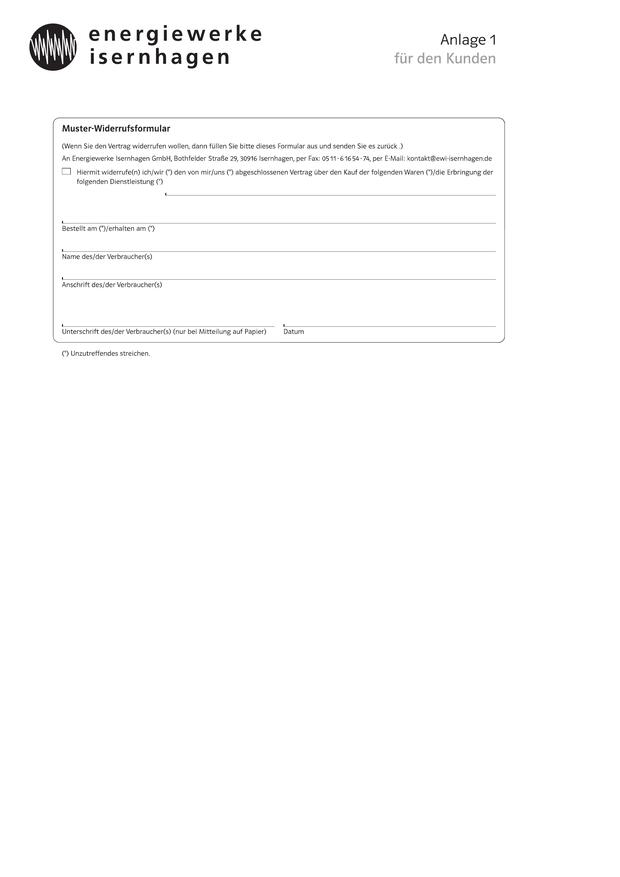 energiewerke
isernhagen
Anlage 1
für den Kunden
Muster-Widerrufsformular
(Wenn Sie den Vertrag widerrufen wollen, dann füllen Sie bitte dieses Formular aus und senden Sie es zurück .)
An Energiewerke Isernhagen GmbH, Bothfelder Straße 29, 30916 Isernhagen, per Fax: 05 11 - 6 16 54 - 74, per E-Mail: kontakt@ewi-isernhagen.de
Hiermit widerrufe(n) ich/wir (*) den von mir/uns (*) abgeschlossenen Vertrag über den Kauf der folgenden Waren (*)/die Erbringung der
folgenden Dienstleistung (*)
Bestellt am (*)/erhalten am (*)
Name des/der Verbraucher(s)
Anschrift des/der Verbraucher(s)
Unterschrift des/der Verbraucher(s) (nur bei Mitteilung auf Papier)
Datum
(*) Unzutreffendes streichen.